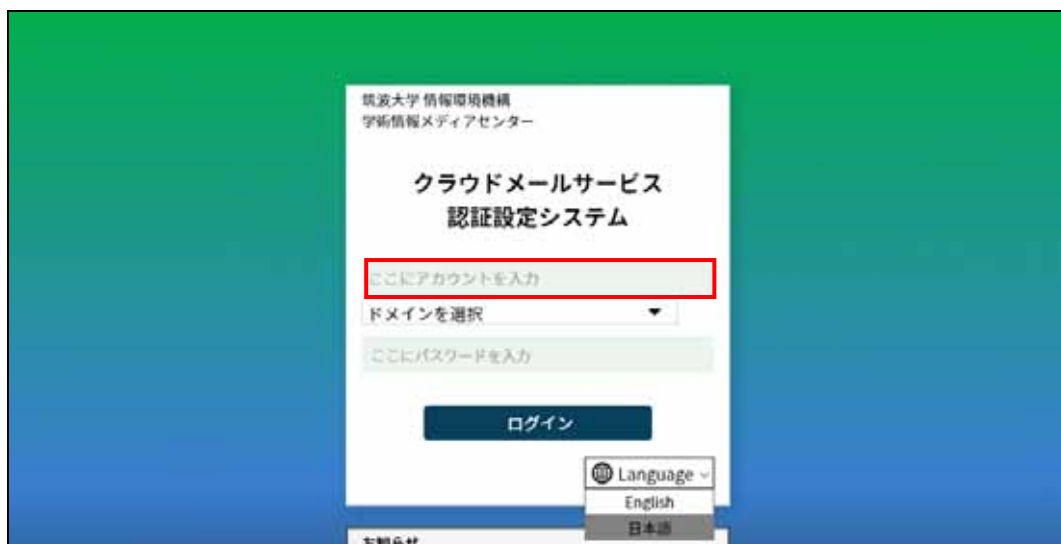 筑波大学 情報環境機構
学術情報メディアセンター
クラウドメールサービス
認証設定システム
ここにアカウントを入力
ドメインを選択
ここにパスワードを入力
ログイン
Language
English
日本語
お知らせ